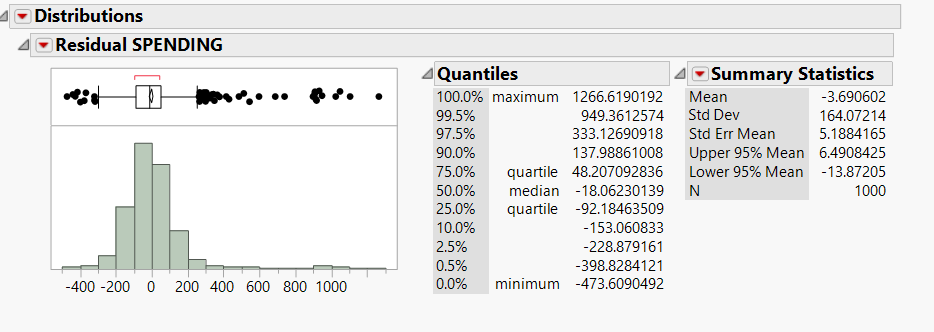 Distributions
Residual SPENDING
-400 -200 0 200 400 600 800 1000
Quantiles
100.0% maximum 1266.6190192
99.5% 949.3612574
97.5% 333.12690918
90.0% 137.98861008
75.0% quartile 48.207092836
50.0% median -18.06230139
25.0% quartile -92.18463509
10.0% -153.060833
2.5% -228.879161
0.5% -398.8284121
0.0% minimum -473.6090492
Summary Statistics
Mean -3.690602
Std Dev 164.07214
Std Err Mean 5.1884165
Upper 95% Mean 6.4908425
Lower 95% Mean -13.87205
N 1000